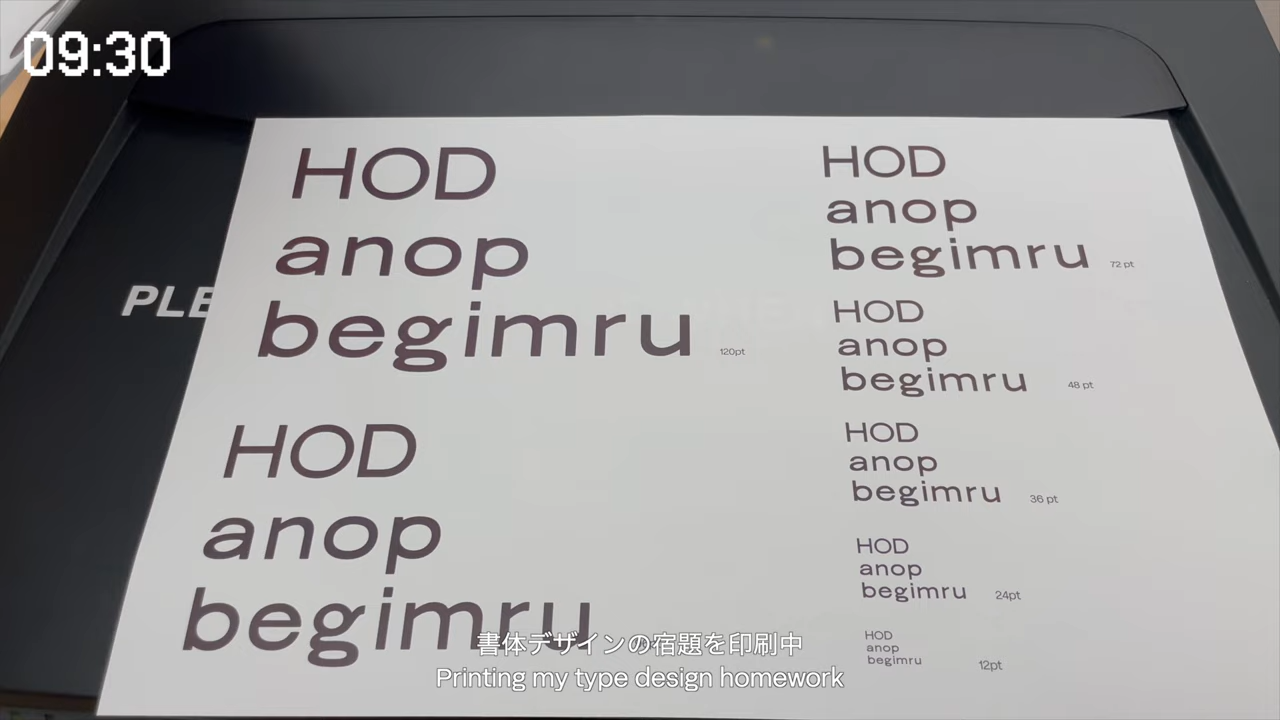 09:30
PLE
HOD
anop
begimru
120pt
HOD
anop
begimru
HOD
anop
begimru
72 pt
HOD
anop
begimru
48 pt
HOD
anop
begimru
36 pt
HOD
anop
begimru
24pt
HOD
anop
begimru
12pt
書体デザインの宿題を印刷中
Printing my type design homework